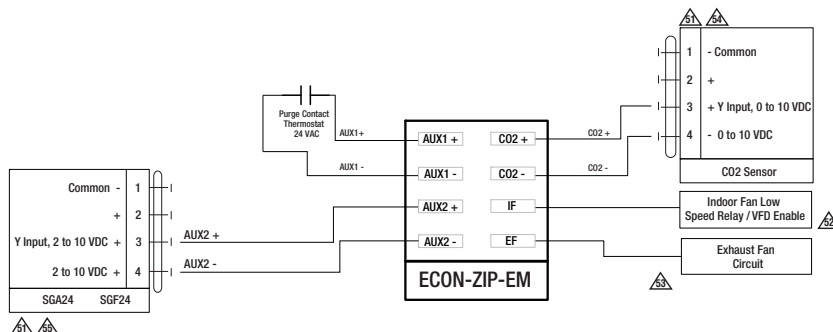 51 54
1 - Common
2 +
3 + Y Input, 0 to 10 VDC
4 - 0 to 10 VDC
CO2 Sensor
Purge Contact
Thermostat
24 VAC
AUX1+
AUX1 -
AUX1 + CO2 +
AUX1 - CO2 -
AUX2 + IF
AUX2 - EF
ECON-ZIP-EM
CO2 +
CO2 -
Indoor Fan Low
Speed Relay / VFD Enable
52
Exhaust Fan
Circuit
53
Common - 1
+ 2
Y Input, 2 to 10 VDC + 3
2 to 10 VDC + 4
SGA24 SGF24
AUX2 +
AUX2 -
51 55